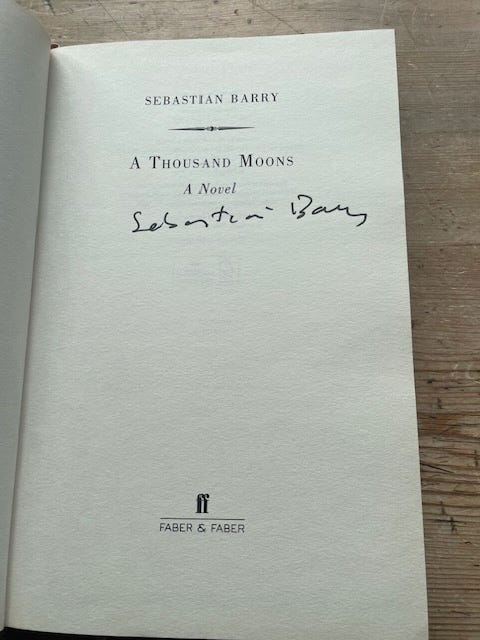 SEBASTIAN BARRY
A THOUSAND MOONS
A Novel
Sebastian Barry
ff
FABER & FABER